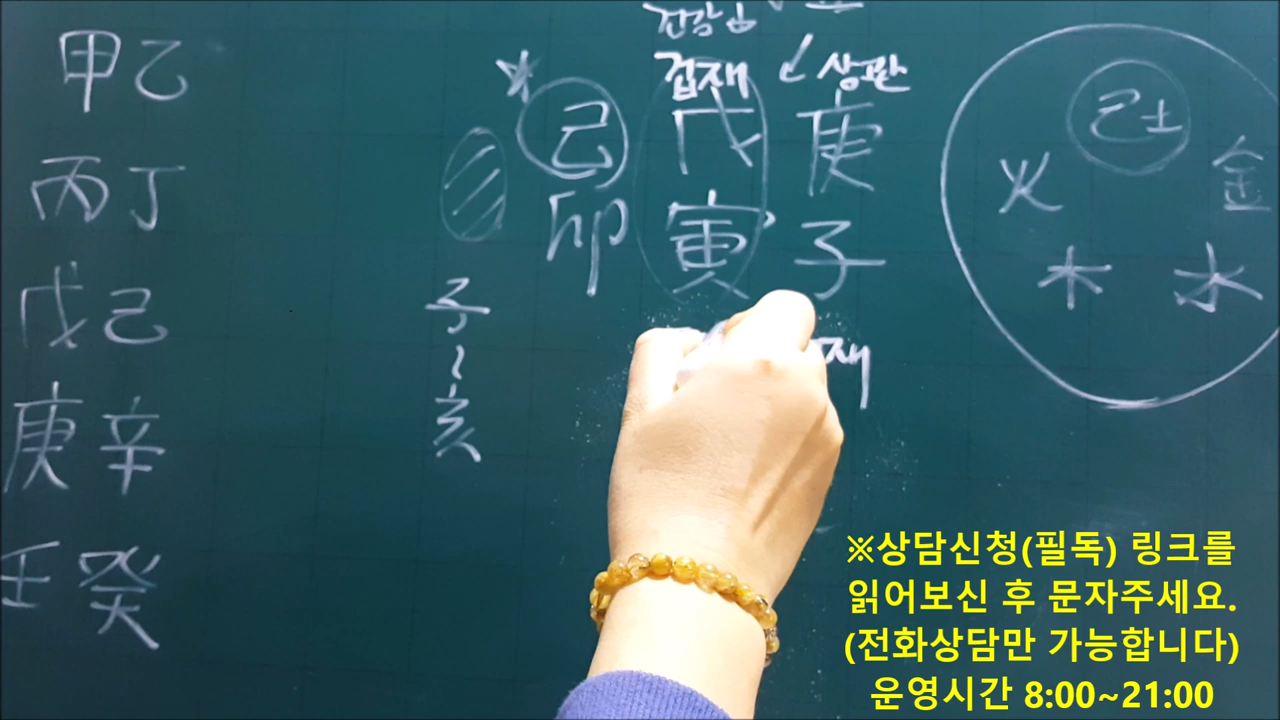 甲乙
丙丁
戊己
庚辛
壬癸
겁재 상관
己 戊 庚
卯 寅 子
재
子
~
亥
己土
火 金
木 水
※상담신청(필독) 링크를
읽어보신 후 문자주세요.
(전화상담만 가능합니다)
운영시간 8:00~21:00